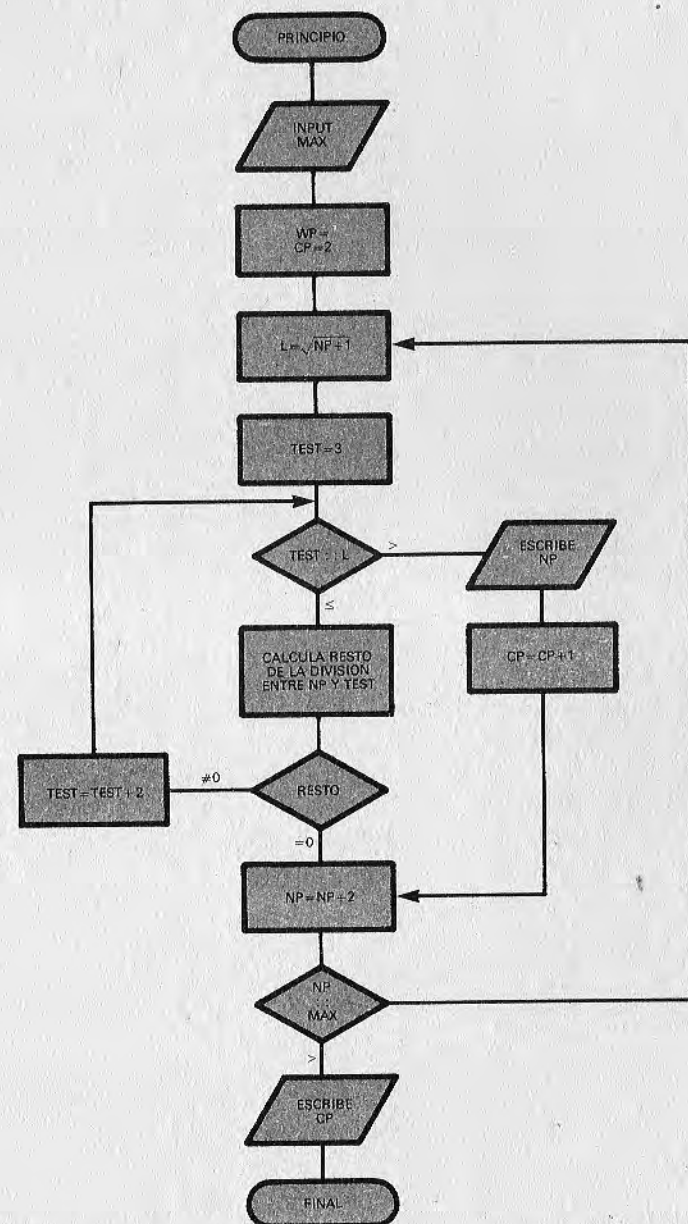 PRINCIPIO
INPUT
MAX
WP=
CP=2
L=√NP+1
TEST=3
TEST : : L
>
ESCRIBE
NP
≤
CALCULA RESTO
DE LA DIVISION
ENTRE NP Y TEST
CP=CP+1
TEST=TEST+2
≠0
RESTO
=0
NP=NP+2
NP
: :
MAX
>
ESCRIBE
CP
FINAL